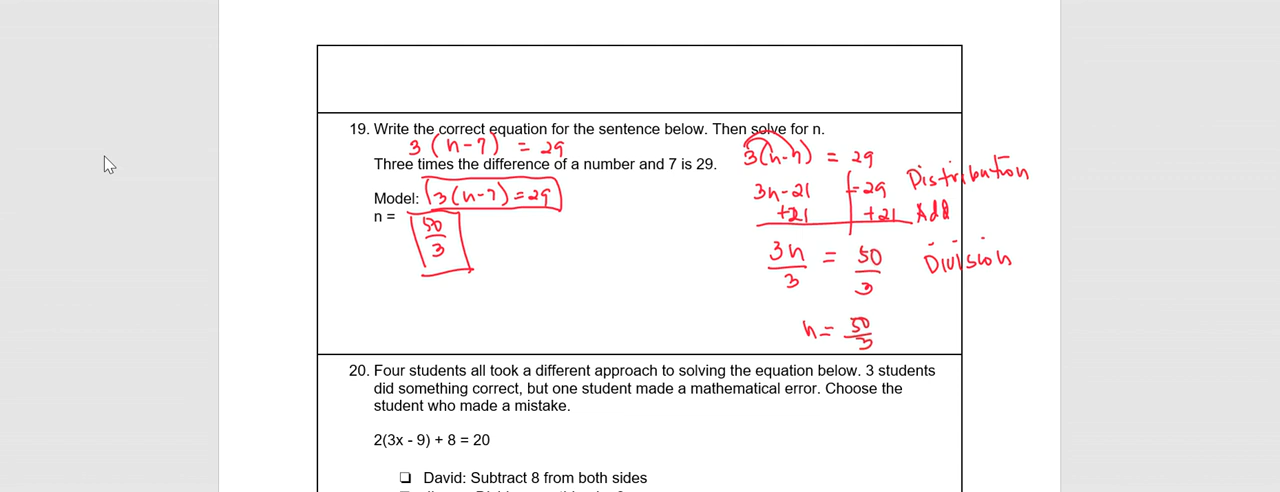 19. Write the correct equation for the sentence below. Then solve for n.
3 (n-7) = 29
Three times the difference of a number and 7 is 29.
Model: 3(n-7)=29
n =
50
3
3(n-7) = 29
3n-21 =29 Distribution
+21 +21 Add
3n = 50 Division
3 3
n= 50
3
20. Four students all took a different approach to solving the equation below. 3 students
did something correct, but one student made a mathematical error. Choose the
student who made a mistake.
2(3x - 9) + 8 = 20
❏ David: Subtract 8 from both sides